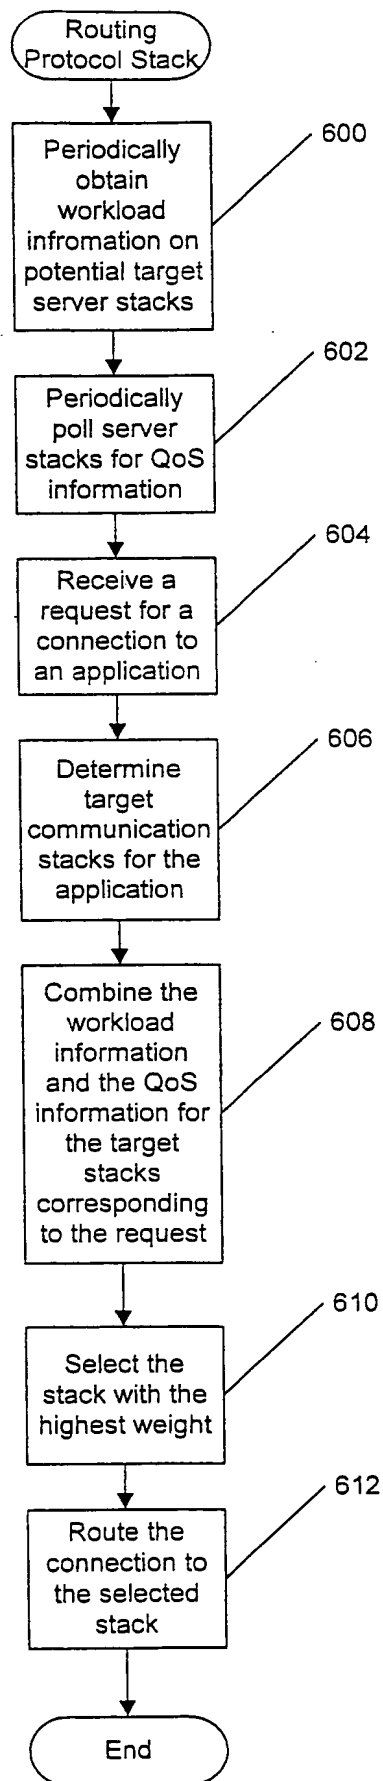 Routing
Protocol Stack
600
Periodically
obtain
workload
infromation on
potential target
server stacks
602
Periodically
poll server
stacks for QoS
information
604
Receive a
request for a
connection to
an application
606
Determine
target
communication
stacks for the
application
608
Combine the
workload
information
and the QoS
information for
the target
stacks
corresponding
to the request
610
Select the
stack with the
highest weight
612
Route the
connection to
the selected
stack
End